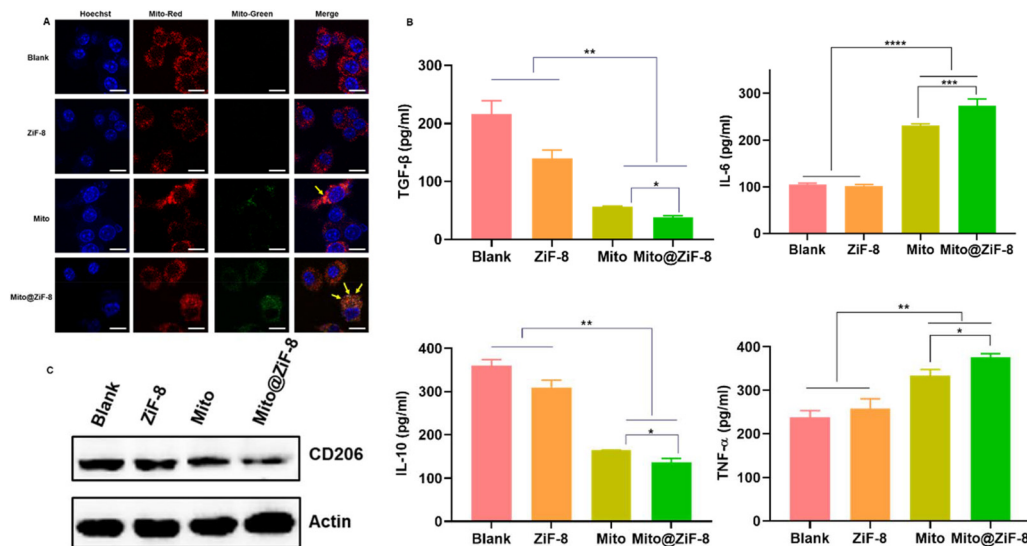 A
Hoechst Mito-Red Mito-Green Merge
Blank
ZiF-8
Mito
Mito@ZiF-8
B
TGF-β (pg/ml)
300
200
100
0
**
*
Blank ZiF-8 Mito Mito@ZiF-8
IL-6 (pg/ml)
300
200
100
0
****
***
Blank ZiF-8 Mito Mito@ZiF-8
IL-10 (pg/ml)
400
300
200
100
0
**
*
Blank ZiF-8 Mito Mito@ZiF-8
TNF-α (pg/ml)
400
300
200
100
0
**
*
Blank ZiF-8 Mito Mito@ZiF-8
C
Blank ZiF-8 Mito Mito@ZiF-8
CD206
Actin